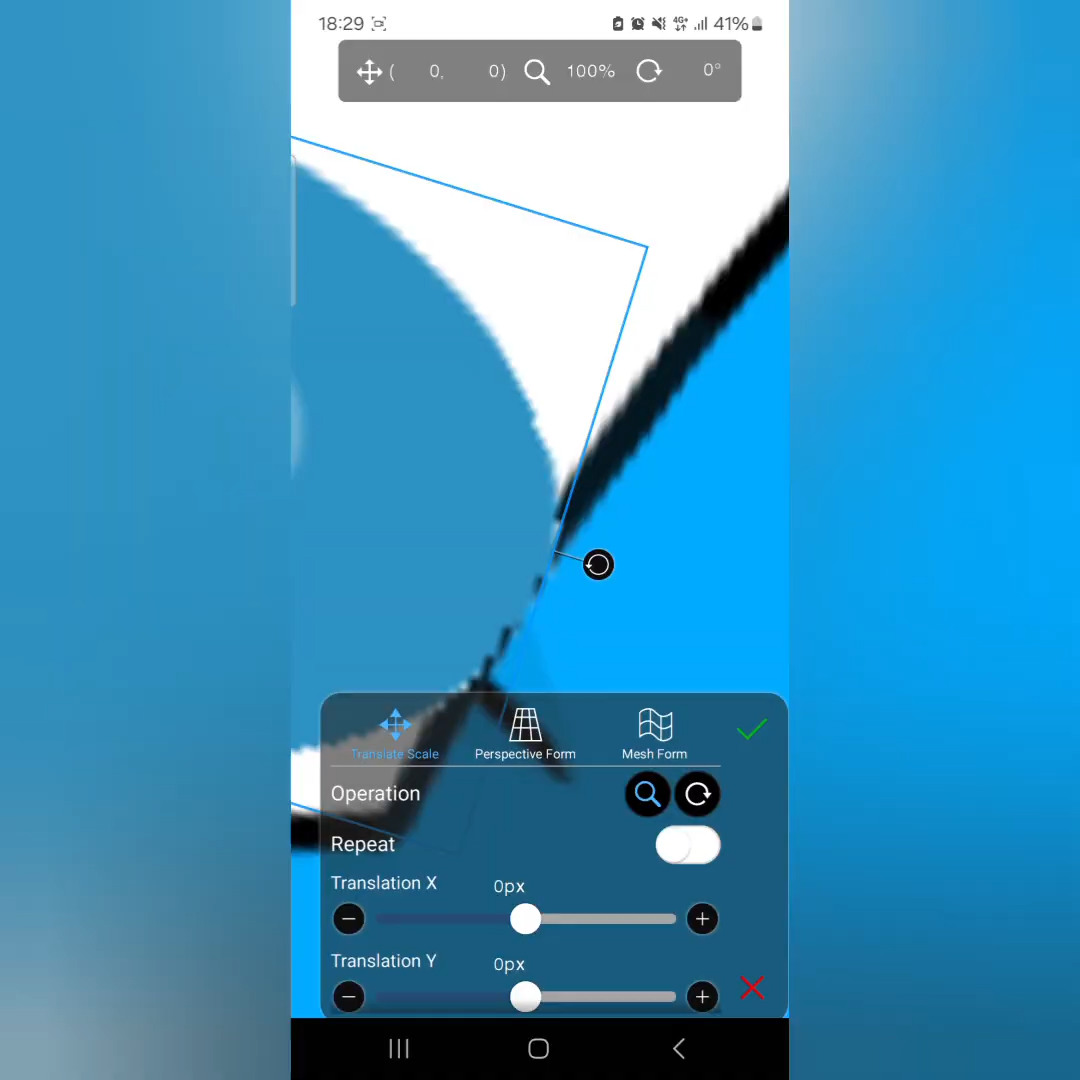 18:29 4G+ 41%
( 0, 0) 100% 0°
Translate Scale Perspective Form Mesh Form
Operation
Repeat
Translation X 0px
Translation Y 0px